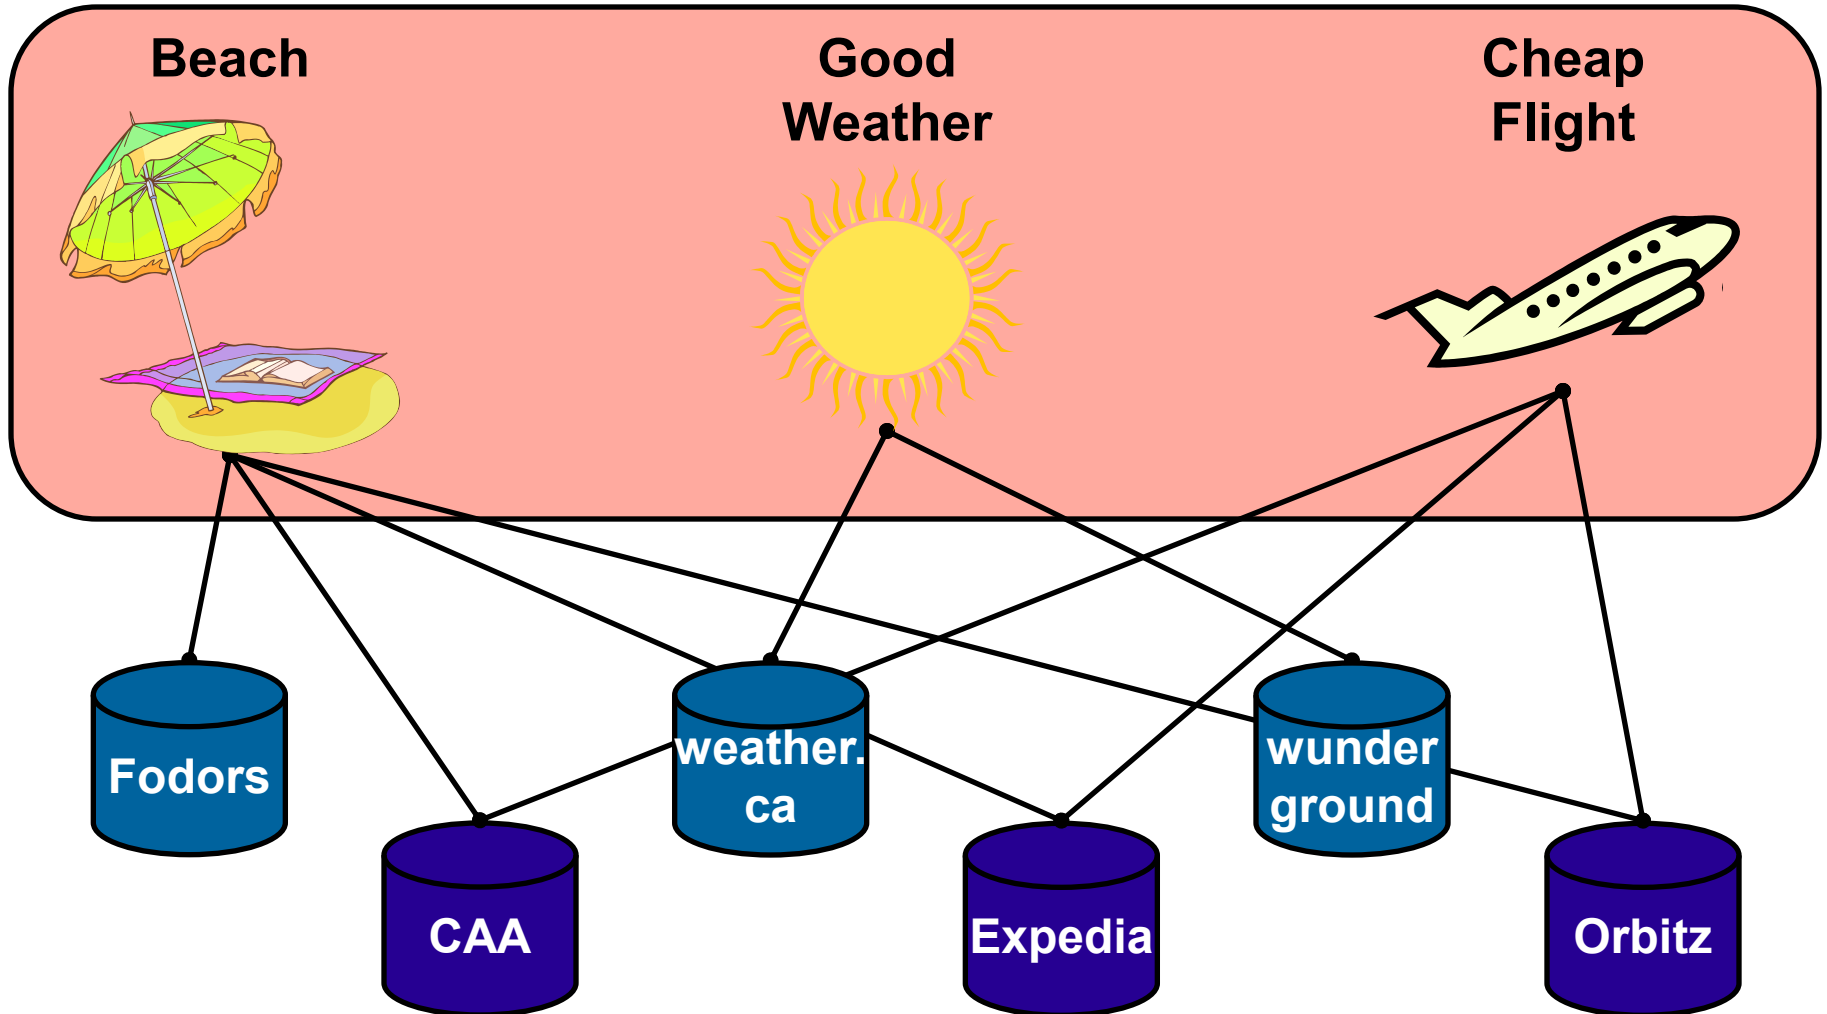 Beach
Good
Weather
Cheap
Flight
Fodors
weather.
ca
wunder
ground
CAA
Expedia
Orbitz